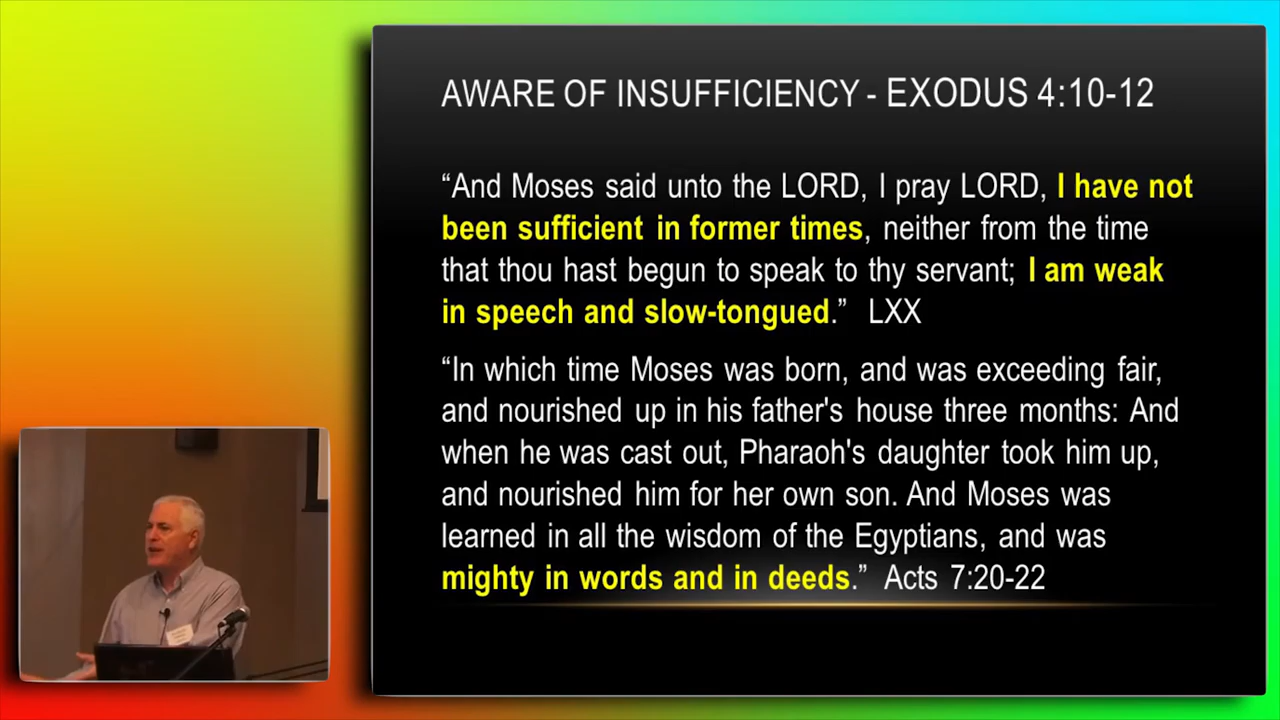 AWARE OF INSUFFICIENCY - EXODUS 4:10-12
“And Moses said unto the LORD, I pray LORD, I have not
been sufficient in former times, neither from the time
that thou hast begun to speak to thy servant; I am weak
in speech and slow-tongued.” LXX
“In which time Moses was born, and was exceeding fair,
and nourished up in his father's house three months: And
when he was cast out, Pharaoh's daughter took him up,
and nourished him for her own son. And Moses was
learned in all the wisdom of the Egyptians, and was
mighty in words and in deeds.” Acts 7:20-22